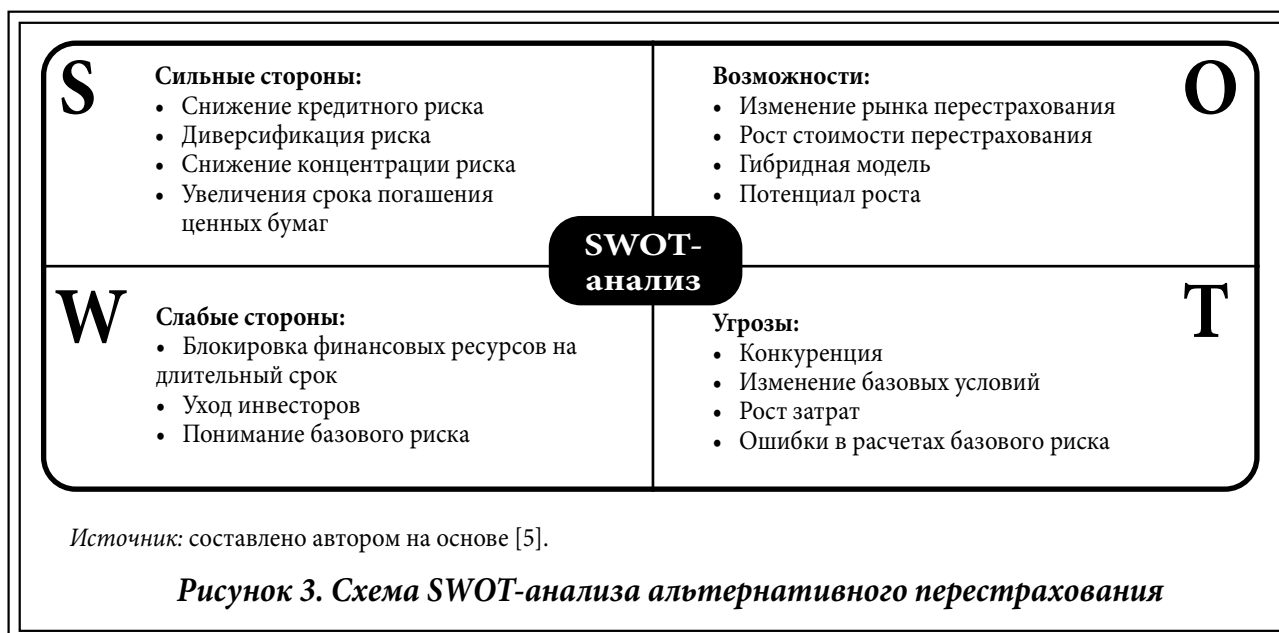 S
Сильные стороны:
• Снижение кредитного риска
• Диверсификация риска
• Снижение концентрации риска
• Увеличения срока погашения
ценных бумаг
O
Возможности:
• Изменение рынка перестрахования
• Рост стоимости перестрахования
• Гибридная модель
• Потенциал роста
SWOT-
анализ
W
Слабые стороны:
• Блокировка финансовых ресурсов на
длительный срок
• Уход инвесторов
• Понимание базового риска
T
Угрозы:
• Конкуренция
• Изменение базовых условий
• Рост затрат
• Ошибки в расчетах базового риска
Источник: составлено автором на основе [5].
Рисунок 3. Схема SWOT-анализа альтернативного перестрахования